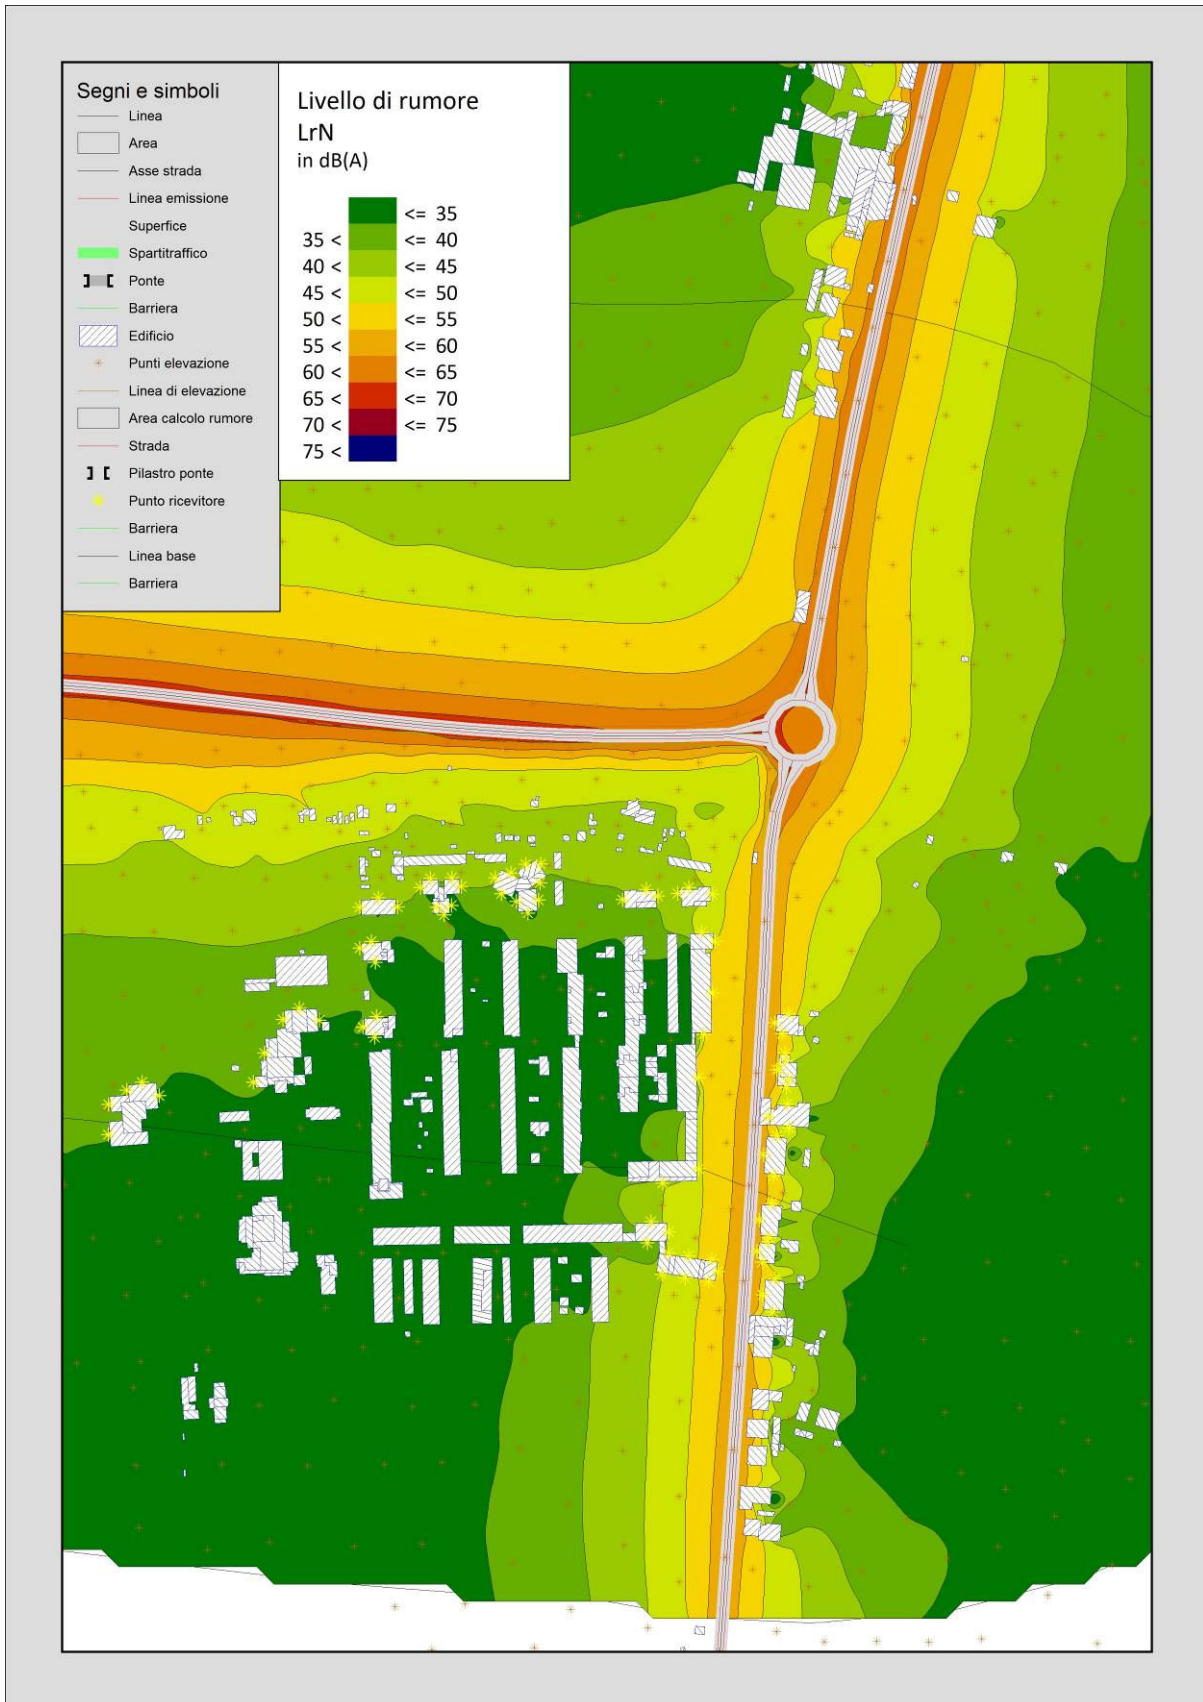 Segni e simboli
Linea
Area
Asse strada
Linea emissione
Superfice
Spartitraffico
Ponte
Barriera
Edificio
Punti elevazione
Linea di elevazione
Area calcolo rumore
Strada
Pilastro ponte
Punto ricevitore
Barriera
Linea base
Barriera
Livello di rumore
LrN
in dB(A)
<= 35
35 < <= 40
40 < <= 45
45 < <= 50
50 < <= 55
55 < <= 60
60 < <= 65
65 < <= 70
70 < <= 75
75 <